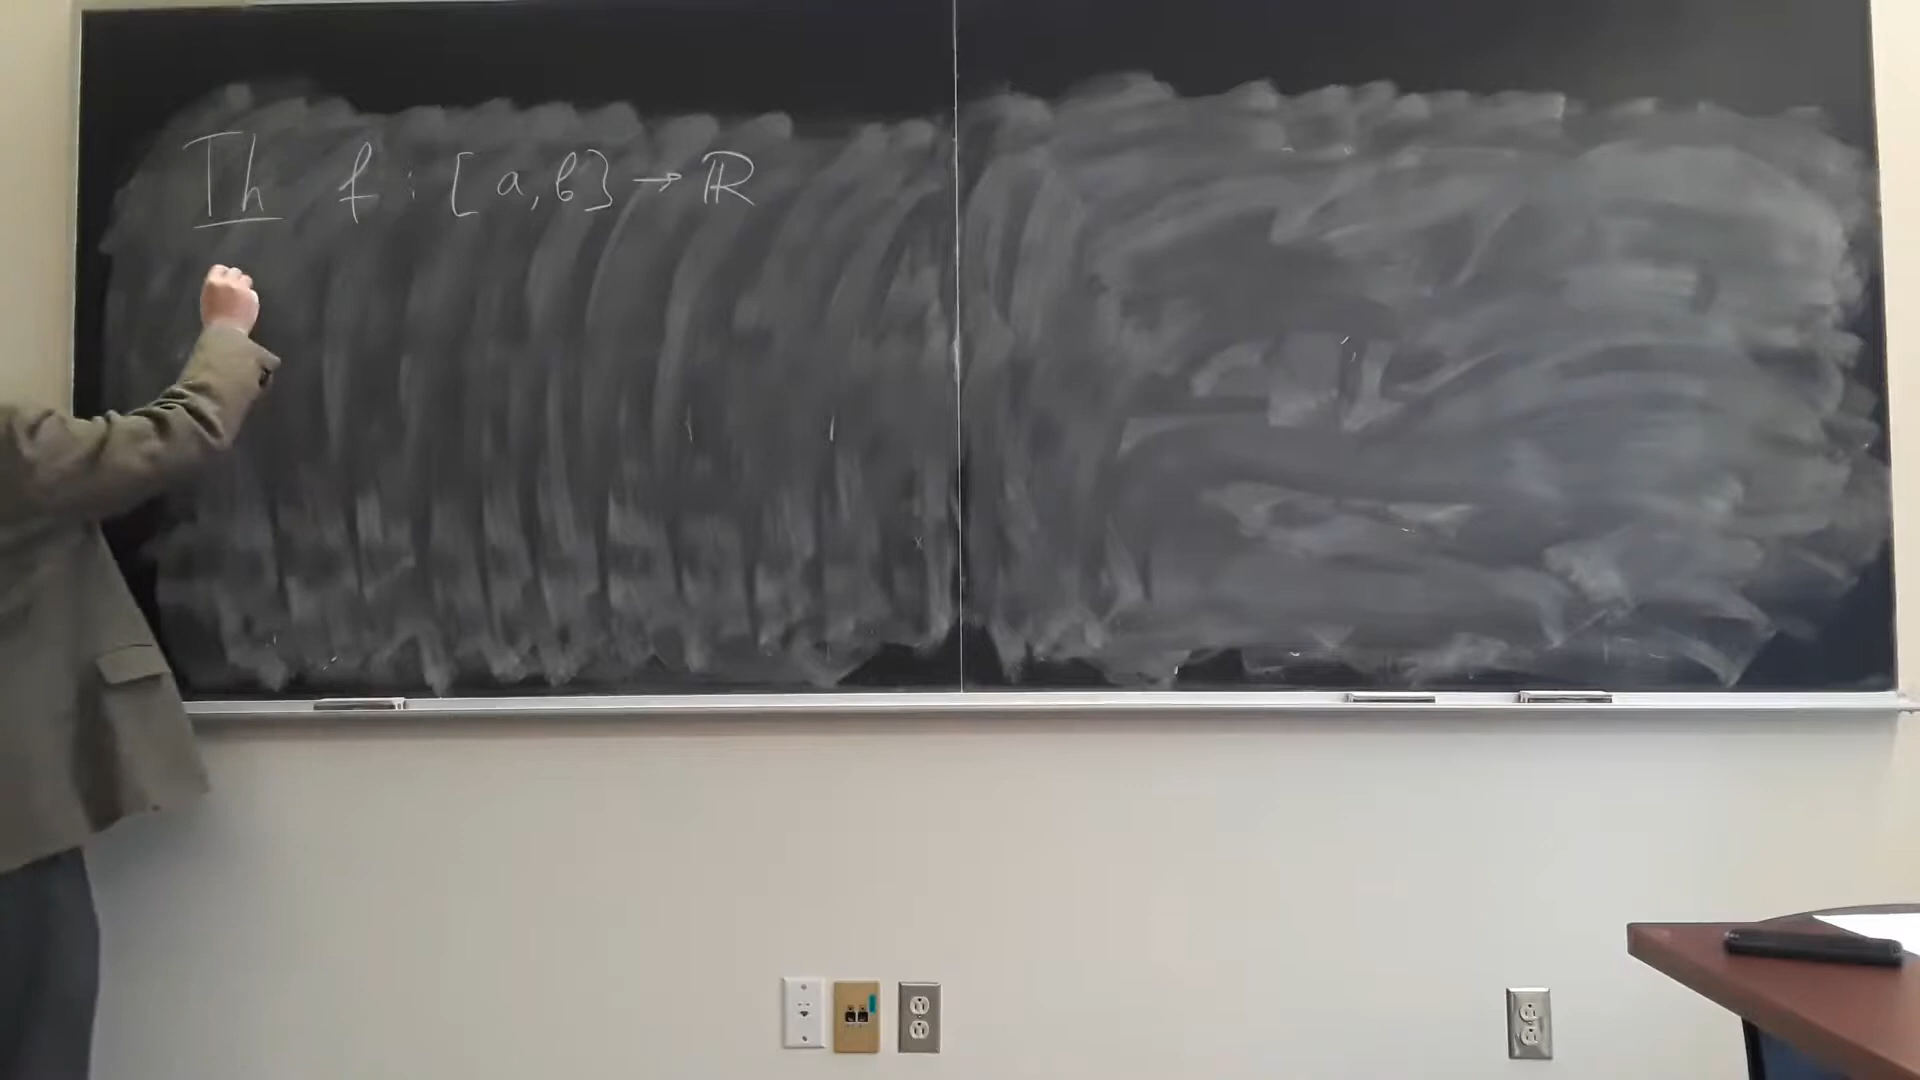 Th f : [a, b] → ℝ